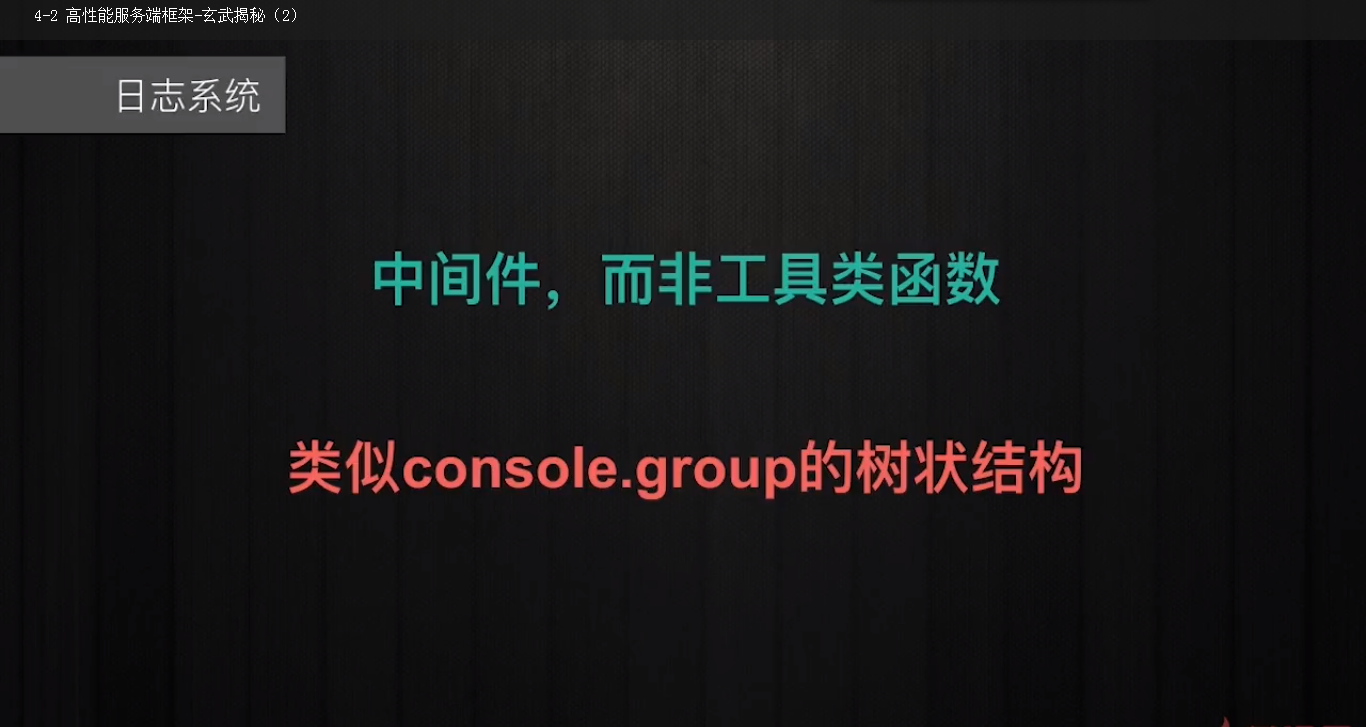 4-2 高性能服务端框架-玄武揭秘（2）
日志系统
中间件，而非工具类函数
类似console.group的树状结构